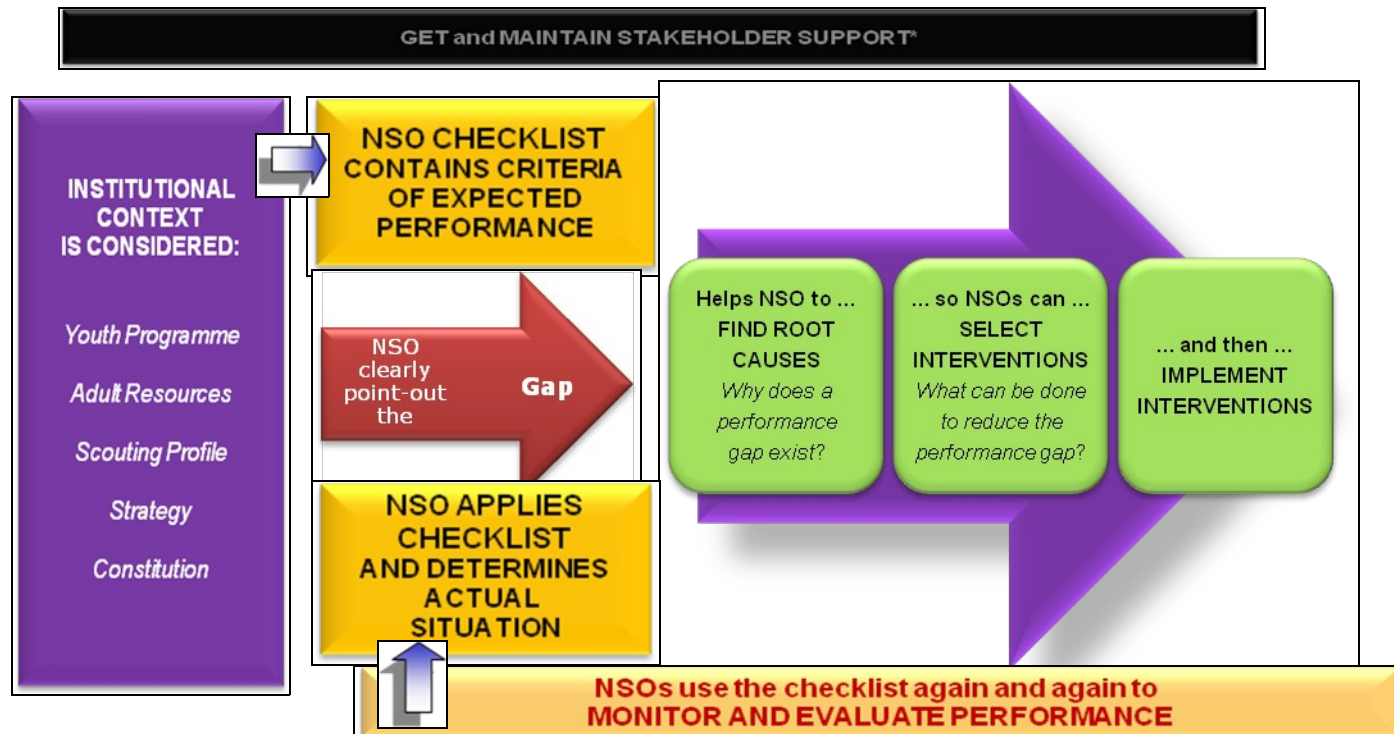 GET and MAINTAIN STAKEHOLDER SUPPORT*
INSTITUTIONAL
CONTEXT
IS CONSIDERED:
Youth Programme
Adult Resources
Scouting Profile
Strategy
Constitution
NSO CHECKLIST
CONTAINS CRITERIA
OF EXPECTED
PERFORMANCE
NSO
clearly
point-out
the
Gap
NSO APPLIES
CHECKLIST
AND DETERMINES
ACTUAL
SITUATION
Helps NSO to ...
FIND ROOT
CAUSES
Why does a
performance
gap exist?
... so NSOs can ...
SELECT
INTERVENTIONS
What can be done
to reduce the
performance gap?
... and then ...
IMPLEMENT
INTERVENTIONS
NSOs use the checklist again and again to
MONITOR AND EVALUATE PERFORMANCE